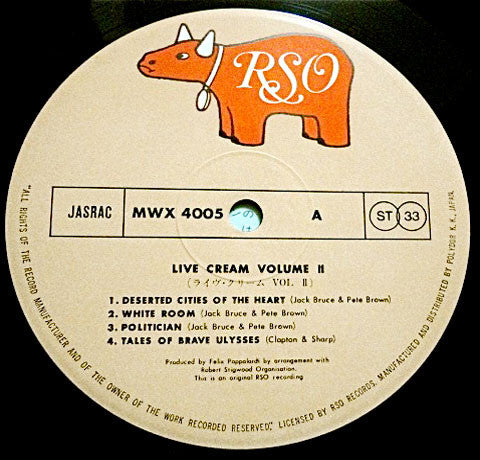 RSO
JASRAC
MWX 4005
A
ST 33
LIVE CREAM VOLUME II
(ライヴ・クリーム VOL. II)
1. DESERTED CITIES OF THE HEART (Jack Bruce & Pete Brown)
2. WHITE ROOM (Jack Bruce & Pete Brown)
3. POLITICIAN (Jack Bruce & Pete Brown)
4. TALES OF BRAVE ULYSSES (Clapton & Sharp)
Produced by Felix Pappalardi by arrangement with
Robert Stigwood Organisation.
This is an original RSO recording
"ALL RIGHTS OF THE RECORD MANUFACTURER AND OF THE OWNER OF THE WORK RECORDED RESERVED", LICENSED BY RSO RECORDS, MANUFACTURED AND DISTRIBUTED BY POLYDOR K. K., JAPAN.